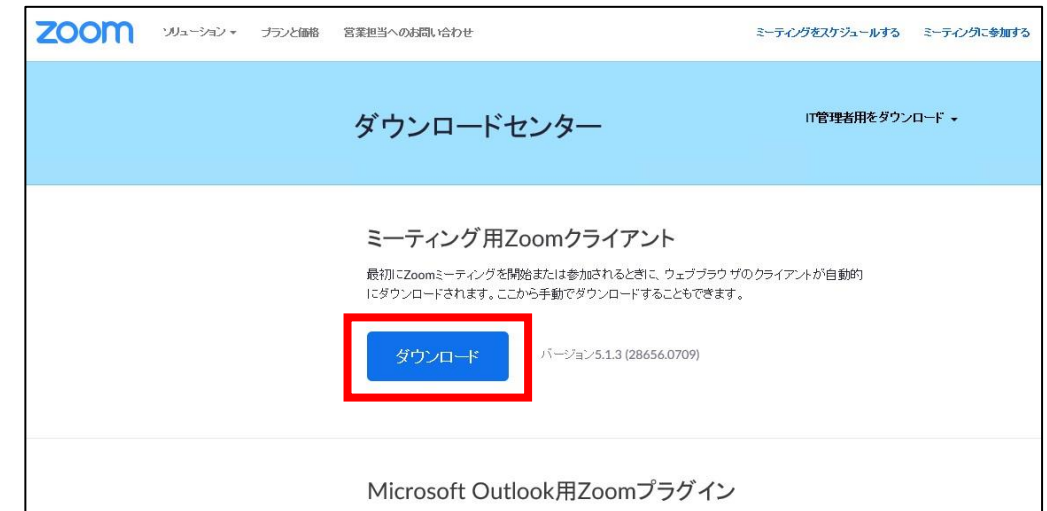 zoom ソリューション プランと価格 営業担当へのお問い合わせ ミーティングをスケジュールする ミーティングに参加する
ダウンロードセンター IT管理者用をダウンロード
ミーティング用Zoomクライアント
最初にZoomミーティングを開始または参加されるときに、ウェブブラウザのクライアントが自動的
にダウンロードされます。ここから手動でダウンロードすることもできます。
ダウンロード バージョン5.1.3 (28656.0709)
Microsoft Outlook用Zoomプラグイン